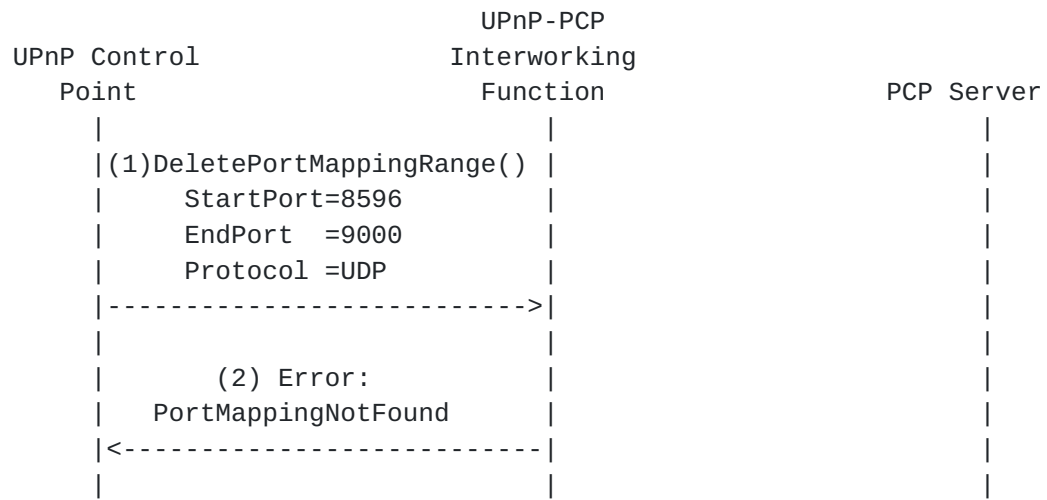 UPnP-PCP
UPnP Control                 Interworking
   Point                       Function                  PCP Server
     |                            |                           |
     |(1)DeletePortMappingRange() |                           |
     |     StartPort=8596         |                           |
     |     EndPort  =9000         |                           |
     |     Protocol =UDP          |                           |
     |--------------------------->|                           |
     |                            |                           |
     |       (2) Error:           |                           |
     |   PortMappingNotFound      |                           |
     |<---------------------------|                           |
     |                            |                           |